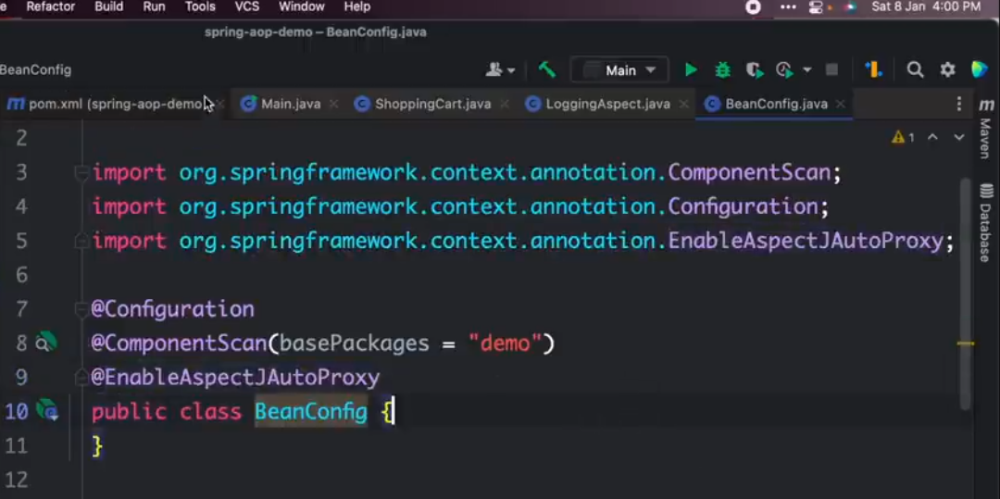 e Refactor Build Run Tools VCS Window Help Sat 8 Jan 4:00 PM
spring-aop-demo – BeanConfig.java
BeanConfig Main
pom.xml (spring-aop-demo Main.java ShoppingCart.java LoggingAspect.java BeanConfig.java
Maven
Database
1
2
3 import org.springframework.context.annotation.ComponentScan;
4 import org.springframework.context.annotation.Configuration;
5 import org.springframework.context.annotation.EnableAspectJAutoProxy;
6
7 @Configuration
8 @ComponentScan(basePackages = "demo")
9 @EnableAspectJAutoProxy
10 public class BeanConfig {
11 }
12